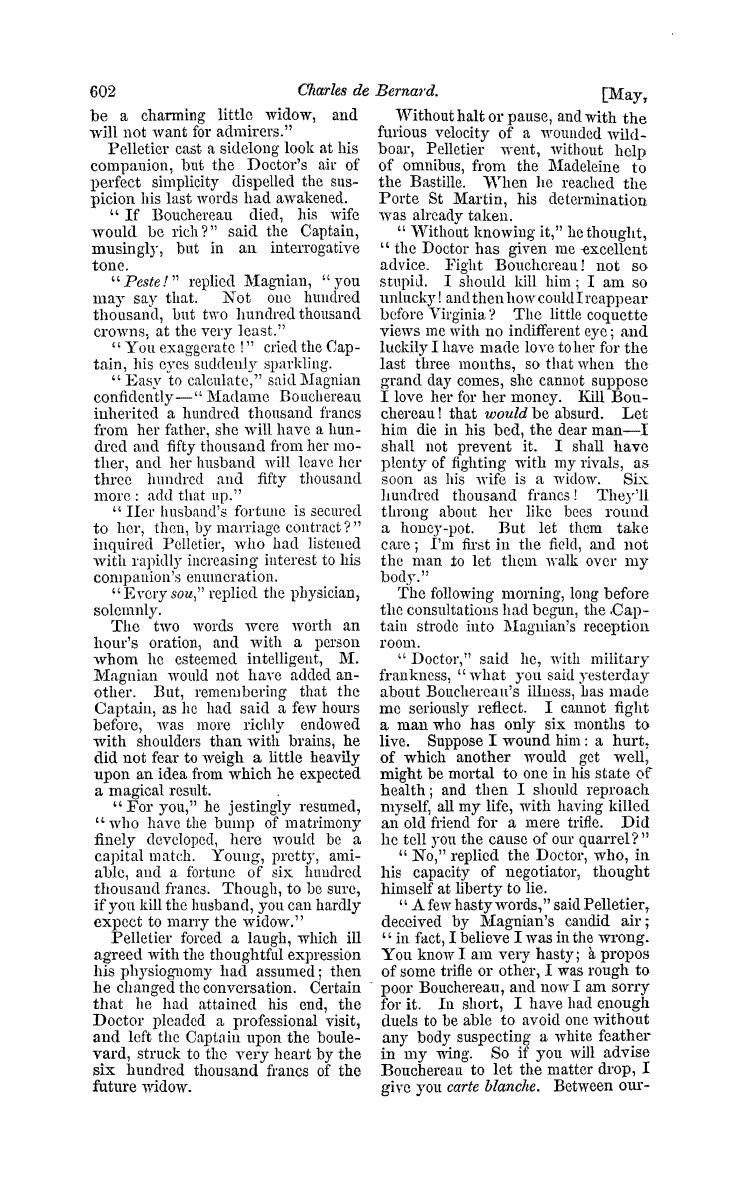 602
Charles de Bernard.
[May,
be a charming little widow, and
will not want for admirers."
Pelletier cast a sidelong look at his
companion, but the Doctor's air of
perfect simplicity dispelled the sus-
picion his last words had awakened.
"If Bouchereau died, his wife
would be rich?" said the Captain,
musingly, but in an interrogative
tone.
"Peste!" replied Magnian, "you
may say that. Not one hundred
thousand, but two hundred thousand
crowns, at the very least."
"You exaggerate!" cried the Cap-
tain, his eyes suddenly sparkling.
"Easy to calculate," said Magnian
confidently—"Madame Bouchereau
inherited a hundred thousand francs
from her father, she will have a hun-
dred and fifty thousand from her mo-
ther, and her husband will leave her
three hundred and fifty thousand
more: add that up."
"Her husband's fortune is secured
to her, then, by marriage contract?"
inquired Pelletier, who had listened
with rapidly increasing interest to his
companion's enumeration.
"Every sou," replied the physician,
solemnly.
The two words were worth an
hour's oration, and with a person
whom he esteemed intelligent, M.
Magnian would not have added an-
other. But, remembering that the
Captain, as he had said a few hours
before, was more richly endowed
with shoulders than with brains, he
did not fear to weigh a little heavily
upon an idea from which he expected
a magical result.
"For you," he jestingly resumed,
"who have the bump of matrimony
finely developed, here would be a
capital match. Young, pretty, ami-
able, and a fortune of six hundred
thousand francs. Though, to be sure,
if you kill the husband, you can hardly
expect to marry the widow."
Pelletier forced a laugh, which ill
agreed with the thoughtful expression
his physiognomy had assumed; then
he changed the conversation. Certain
that he had attained his end, the
Doctor pleaded a professional visit,
and left the Captain upon the boule-
vard, struck to the very heart by the
six hundred thousand francs of the
future widow.
Without halt or pause, and with the
furious velocity of a wounded wild-
boar, Pelletier went, without help
of omnibus, from the Madeleine to
the Bastille. When he reached the
Porte St Martin, his determination
was already taken.
"Without knowing it," he thought,
"the Doctor has given me excellent
advice. Fight Bouchereau! not so
stupid. I should kill him; I am so
unlucky! and then how could I reappear
before Virginia? The little coquette
views me with no indifferent eye; and
luckily I have made love to her for the
last three months, so that when the
grand day comes, she cannot suppose
I love her for her money. Kill Bou-
chereau! that would be absurd. Let
him die in his bed, the dear man—I
shall not prevent it. I shall have
plenty of fighting with my rivals, as
soon as his wife is a widow. Six
hundred thousand francs! They'll
throng about her like bees round
a honey-pot. But let them take
care; I'm first in the field, and not
the man to let them walk over my
body."
The following morning, long before
the consultations had begun, the Cap-
tain strode into Magnian's reception
room.
"Doctor," said he, with military
frankness, "what you said yesterday
about Bouchereau's illness, has made
me seriously reflect. I cannot fight
a man who has only six months to
live. Suppose I wound him: a hurt,
of which another would get well,
might be mortal to one in his state of
health; and then I should reproach
myself, all my life, with having killed
an old friend for a mere trifle. Did
he tell you the cause of our quarrel?"
"No," replied the Doctor, who, in
his capacity of negotiator, thought
himself at liberty to lie.
"A few hasty words," said Pelletier,
deceived by Magnian's candid air;
"in fact, I believe I was in the wrong.
You know I am very hasty; à propos
of some trifle or other, I was rough to
poor Bouchereau, and now I am sorry
for it. In short, I have had enough
duels to be able to avoid one without
any body suspecting a white feather
in my wing. So if you will advise
Bouchereau to let the matter drop, I
give you carte blanche. Between our-